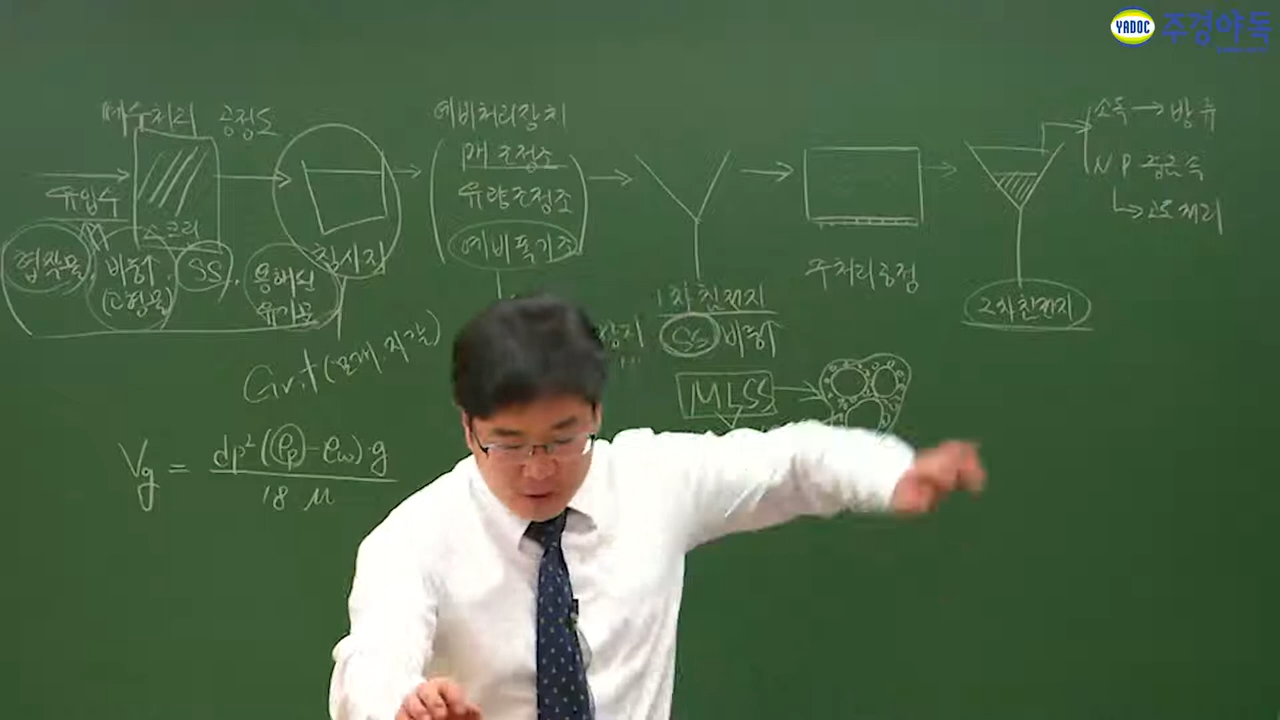 YADOC 주경야독
폐수처리 공정도
유입수
스크린
협잡물, 비중↑ (고형물), SS, 용해된 유기물
침사지
Grit (모래, 자갈)
예비처리장치
pH 조정조
유량조정조
예비폭기조
1차 침전지
SS 비중↑
주처리공정
2차 침전지
소독 → 방류
N P 중금속
고도처리
MLSS
Vg = dp² (ρp - ρw)·g / 18 μ